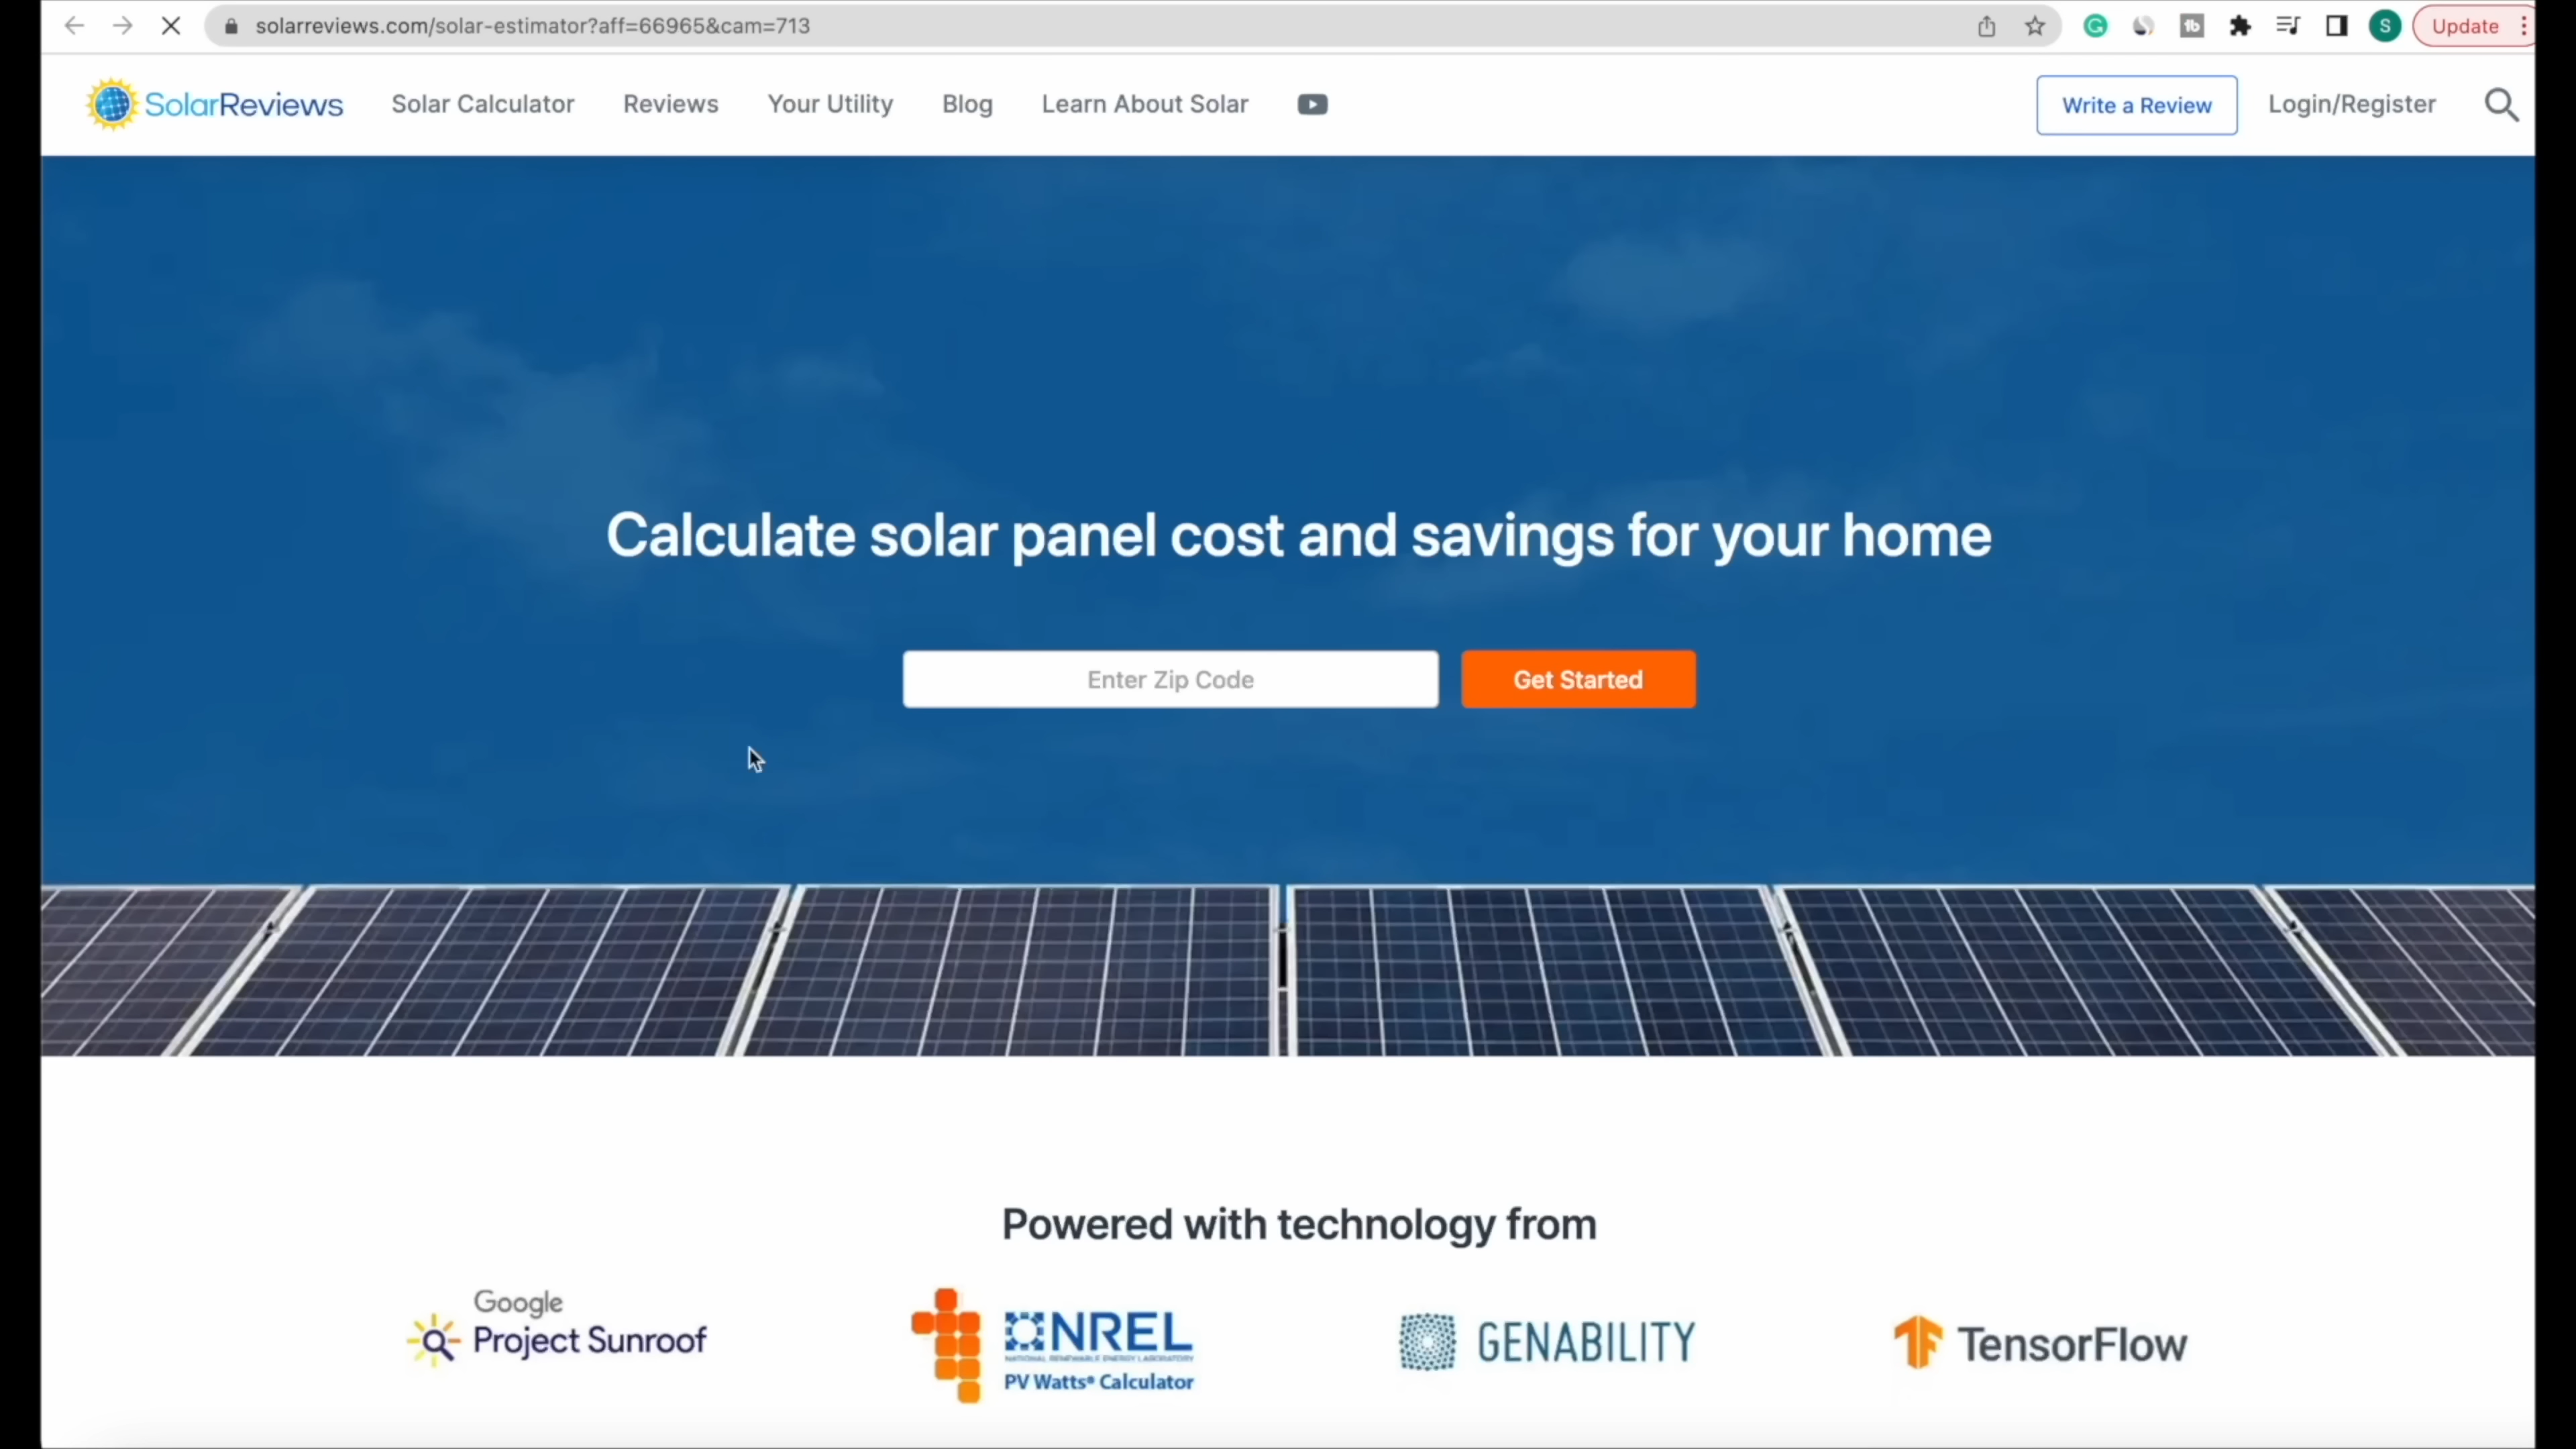 solarreviews.com/solar-estimator?aff=66965&cam=713
S
Update
SolarReviews
Solar Calculator
Reviews
Your Utility
Blog
Learn About Solar
Write a Review
Login/Register
Calculate solar panel cost and savings for your home
Enter Zip Code
Get Started
Powered with technology from
Google
Project Sunroof
NREL
NATIONAL RENEWABLE ENERGY LABORATORY
PV Watts® Calculator
GENABILITY
TensorFlow